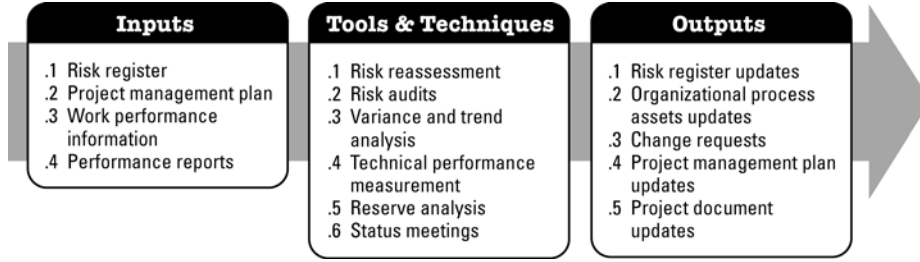 Inputs
.1 Risk register
.2 Project management plan
.3 Work performance
information
.4 Performance reports
Tools & Techniques
.1 Risk reassessment
.2 Risk audits
.3 Variance and trend
analysis
.4 Technical performance
measurement
.5 Reserve analysis
.6 Status meetings
Outputs
.1 Risk register updates
.2 Organizational process
assets updates
.3 Change requests
.4 Project management plan
updates
.5 Project document
updates